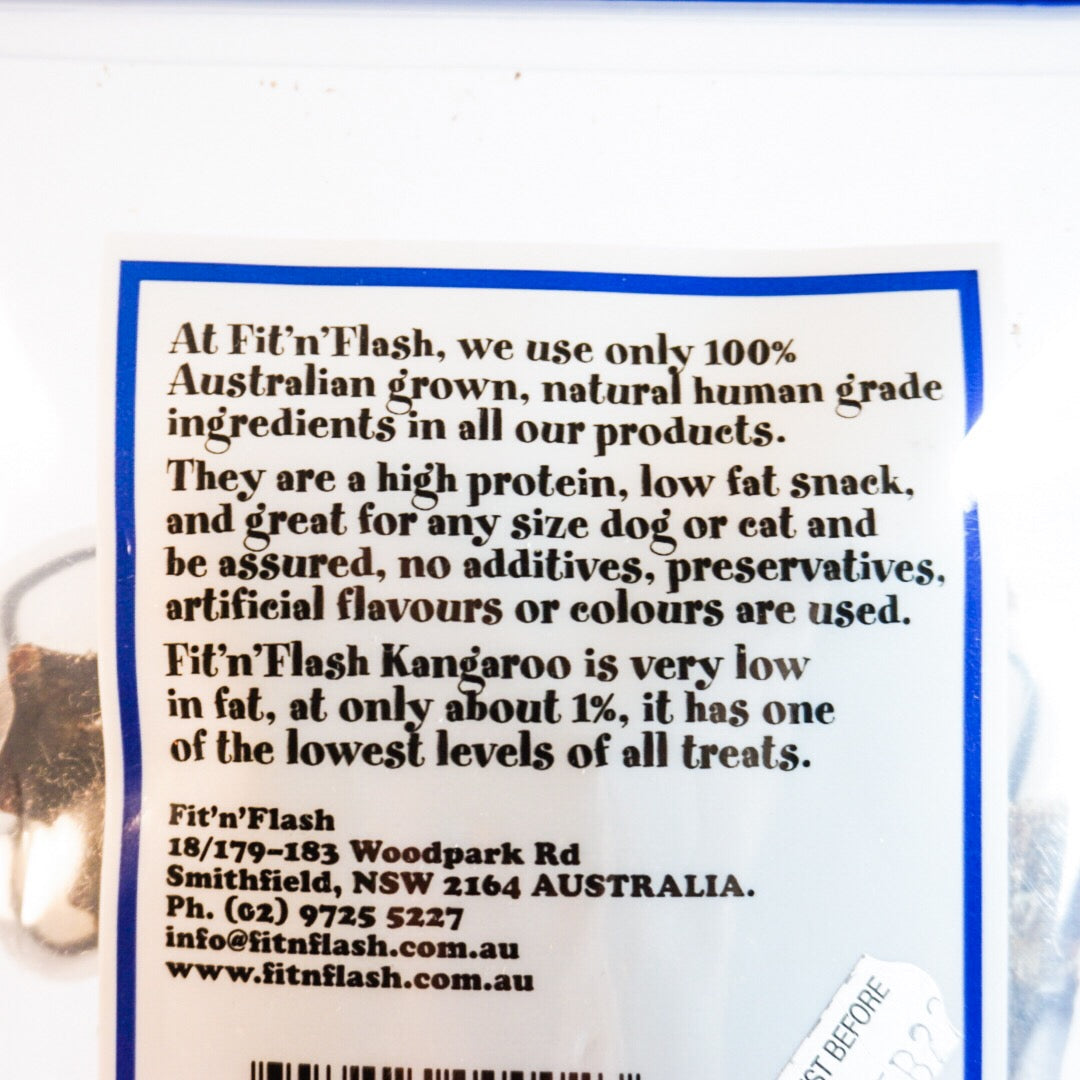 At Fit'n'Flash, we use only 100%
Australian grown, natural human grade
ingredients in all our products.
They are a high protein, low fat snack,
and great for any size dog or cat and
be assured, no additives, preservatives,
artificial flavours or colours are used.
Fit'n'Flash Kangaroo is very low
in fat, at only about 1%, it has one
of the lowest levels of all treats.
Fit'n'Flash
18/179-183 Woodpark Rd
Smithfield, NSW 2164 AUSTRALIA.
Ph. (02) 9725 5227
info@fitnflash.com.au
www.fitnflash.com.au
BEFORE